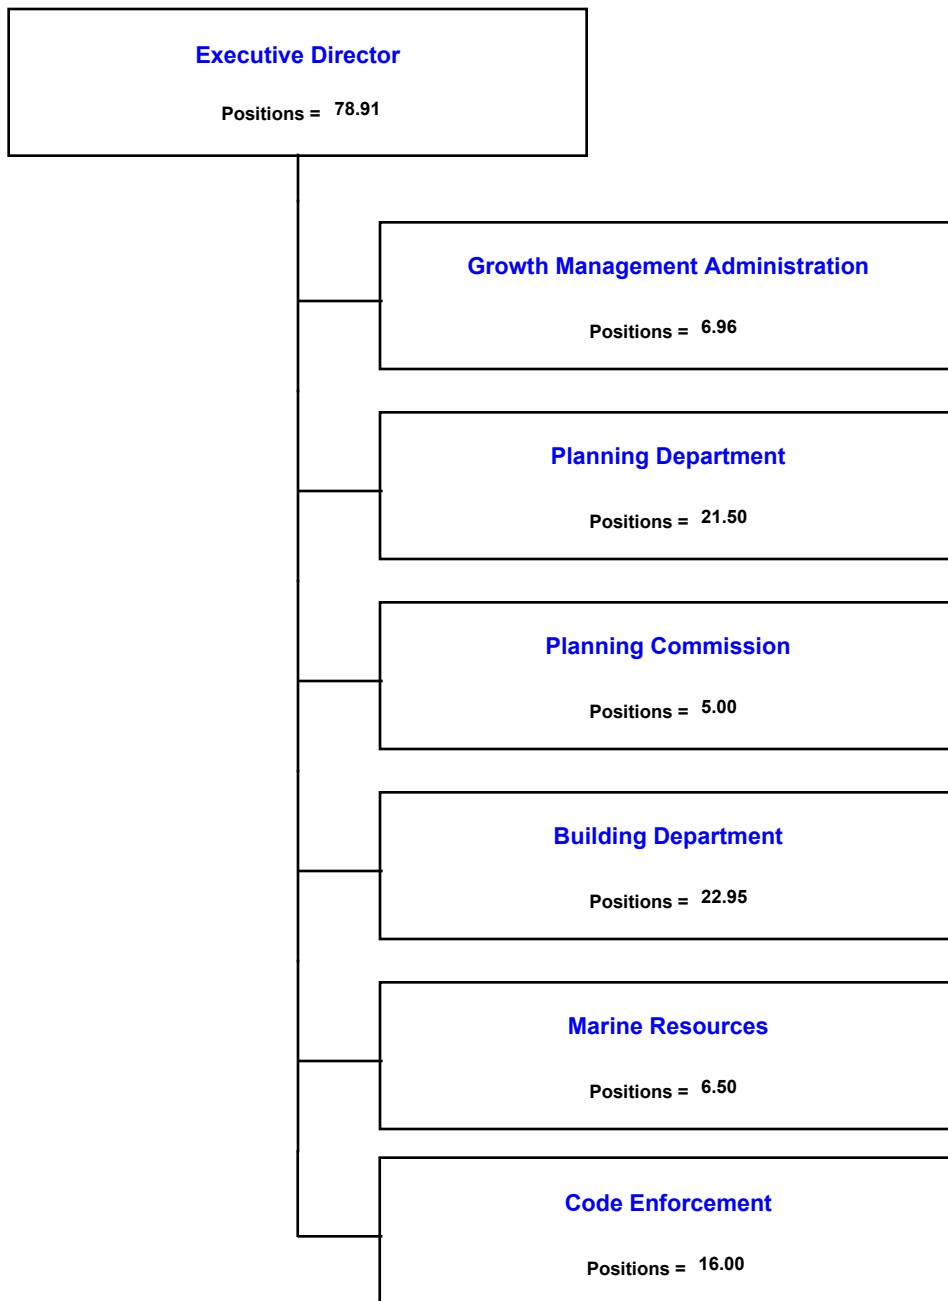 Executive Director
Positions = 78.91
Growth Management Administration
Positions = 6.96
Planning Department
Positions = 21.50
Planning Commission
Positions = 5.00
Building Department
Positions = 22.95
Marine Resources
Positions = 6.50
Code Enforcement
Positions = 16.00